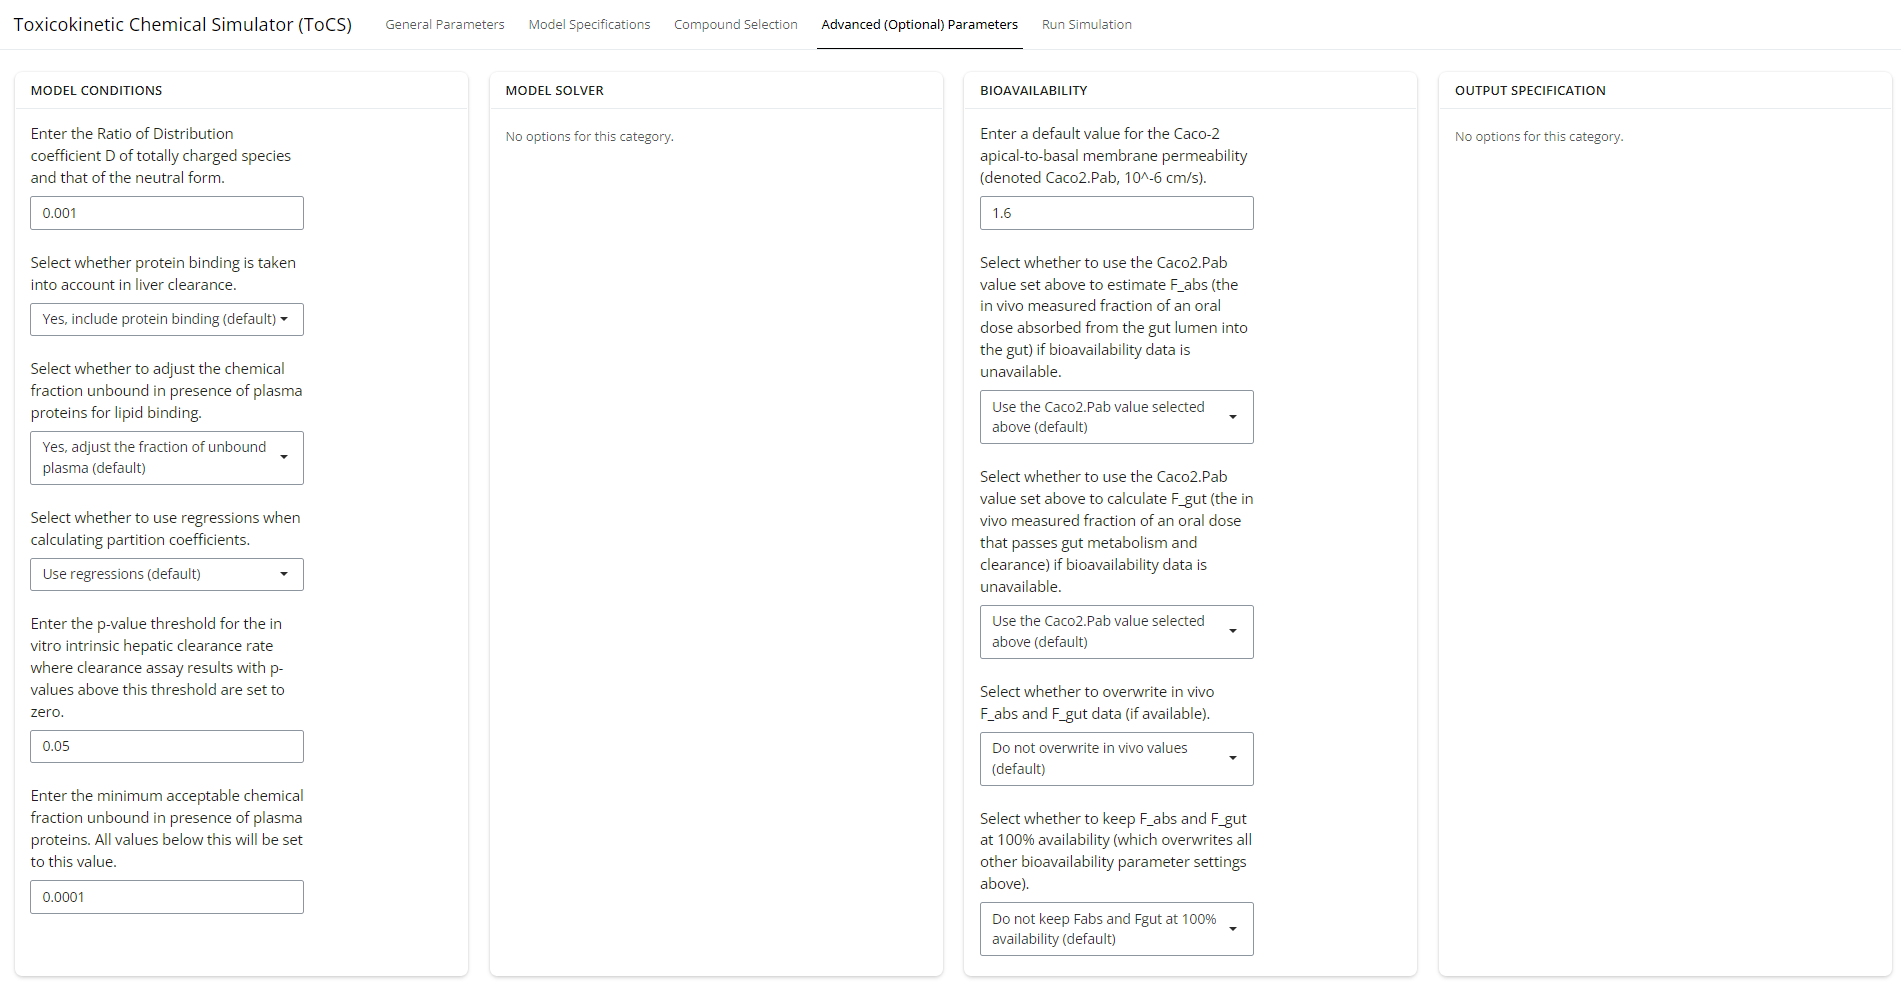 Toxicokinetic Chemical Simulator (ToCS)
General Parameters
Model Specifications
Compound Selection
Advanced (Optional) Parameters
Run Simulation
MODEL CONDITIONS
Enter the Ratio of Distribution
coefficient D of totally charged species
and that of the neutral form.
0.001
Select whether protein binding is taken
into account in liver clearance.
Yes, include protein binding (default)
Select whether to adjust the chemical
fraction unbound in presence of plasma
proteins for lipid binding.
Yes, adjust the fraction of unbound
plasma (default)
Select whether to use regressions when
calculating partition coefficients.
Use regressions (default)
Enter the p-value threshold for the in
vitro intrinsic hepatic clearance rate
where clearance assay results with p-
values above this threshold are set to
zero.
0.05
Enter the minimum acceptable chemical
fraction unbound in presence of plasma
proteins. All values below this will be set
to this value.
0.0001
MODEL SOLVER
No options for this category.
BIOAVAILABILITY
Enter a default value for the Caco-2
apical-to-basal membrane permeability
(denoted Caco2.Pab, 10^-6 cm/s).
1.6
Select whether to use the Caco2.Pab
value set above to estimate F_abs (the
in vivo measured fraction of an oral
dose absorbed from the gut lumen into
the gut) if bioavailability data is
unavailable.
Use the Caco2.Pab value selected
above (default)
Select whether to use the Caco2.Pab
value set above to calculate F_gut (the in
vivo measured fraction of an oral dose
that passes gut metabolism and
clearance) if bioavailability data is
unavailable.
Use the Caco2.Pab value selected
above (default)
Select whether to overwrite in vivo
F_abs and F_gut data (if available).
Do not overwrite in vivo values
(default)
Select whether to keep F_abs and F_gut
at 100% availability (which overwrites all
other bioavailability parameter settings
above).
Do not keep Fabs and Fgut at 100%
availability (default)
OUTPUT SPECIFICATION
No options for this category.